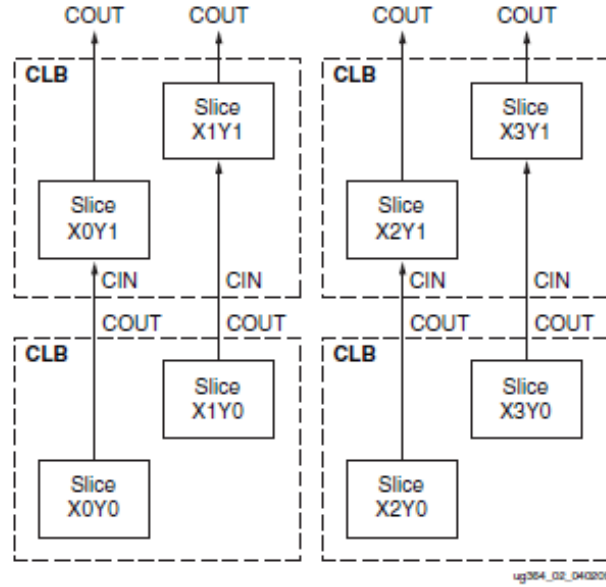 COUT COUT COUT COUT
CLB CLB
Slice
X1Y1
Slice
X3Y1
Slice
X0Y1
Slice
X2Y1
CIN CIN CIN CIN
COUT COUT COUT COUT
CLB CLB
Slice
X1Y0
Slice
X3Y0
Slice
X0Y0
Slice
X2Y0